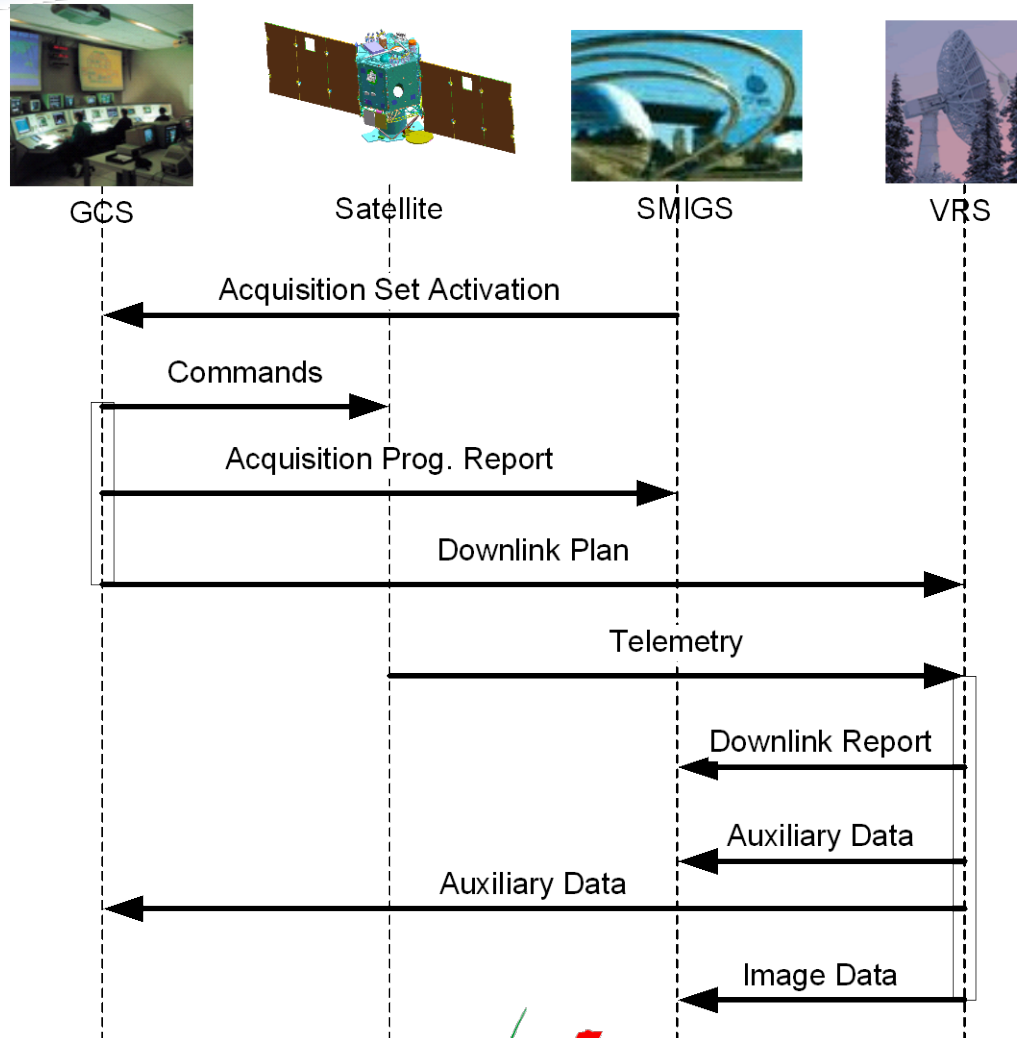 GCS
Satellite
SMIGS
VRS
Acquisition Set Activation
Commands
Acquisition Prog. Report
Downlink Plan
Telemetry
Downlink Report
Auxiliary Data
Auxiliary Data
Image Data